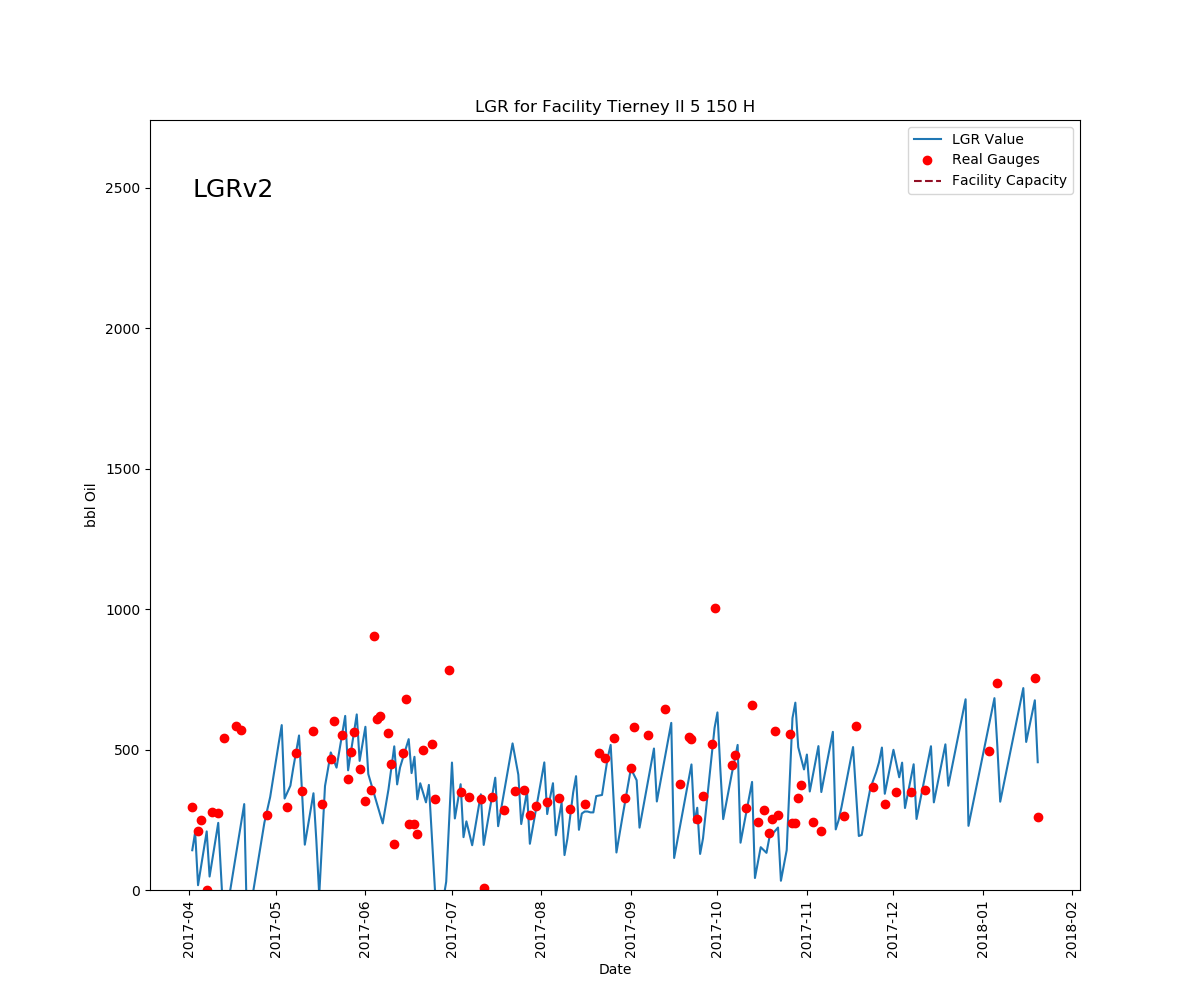 LGR for Facility Tierney II 5 150 H
LGRv2
LGR Value
Real Gauges
Facility Capacity
2500
2000
1500
1000
500
0
bbl Oil
2017-04
2017-05
2017-06
2017-07
2017-08
2017-09
2017-10
2017-11
2017-12
2018-01
2018-02
Date